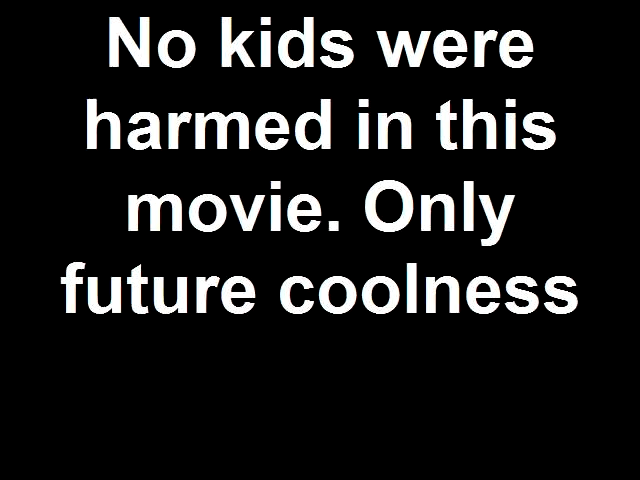 No kids were
harmed in this
movie. Only
future coolness